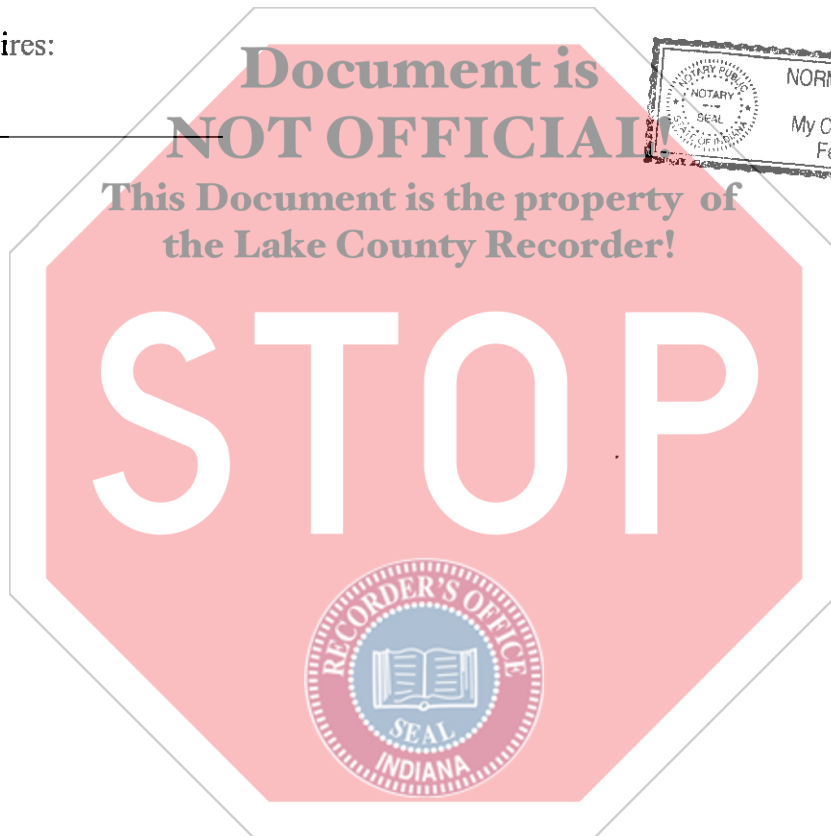 ires:
Document is
NOT OFFICIAL!
This Document is the property of
the Lake County Recorder!
NOTARY PUBLIC
NOTARY
SEAL
STATE OF INDIANA
NORM
My C
Fe
STOP
RECORDER'S OFFICE
SEAL
INDIANA